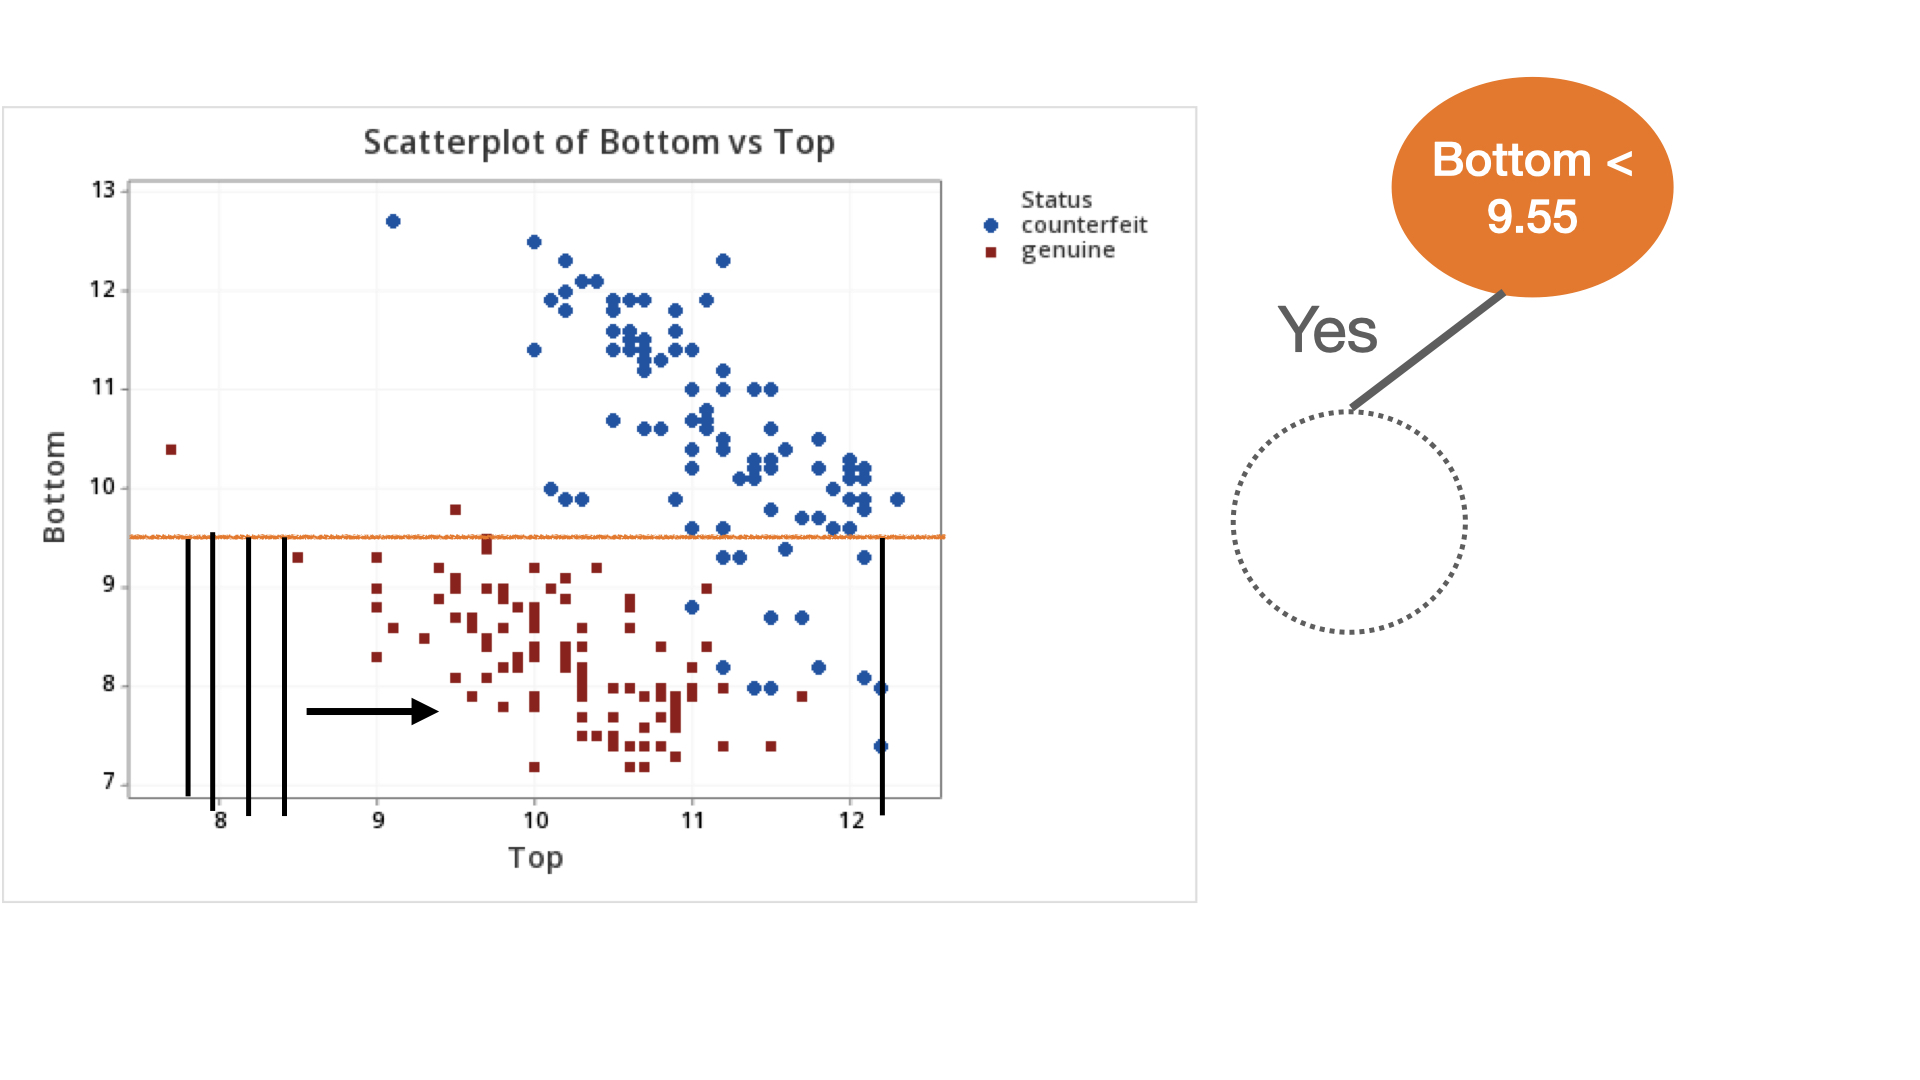 Scatterplot of Bottom vs Top
13
12
11
10
9
8
7
Bottom
8 9 10 11 12
Top
Status
counterfeit
genuine
Bottom <
9.55
Yes